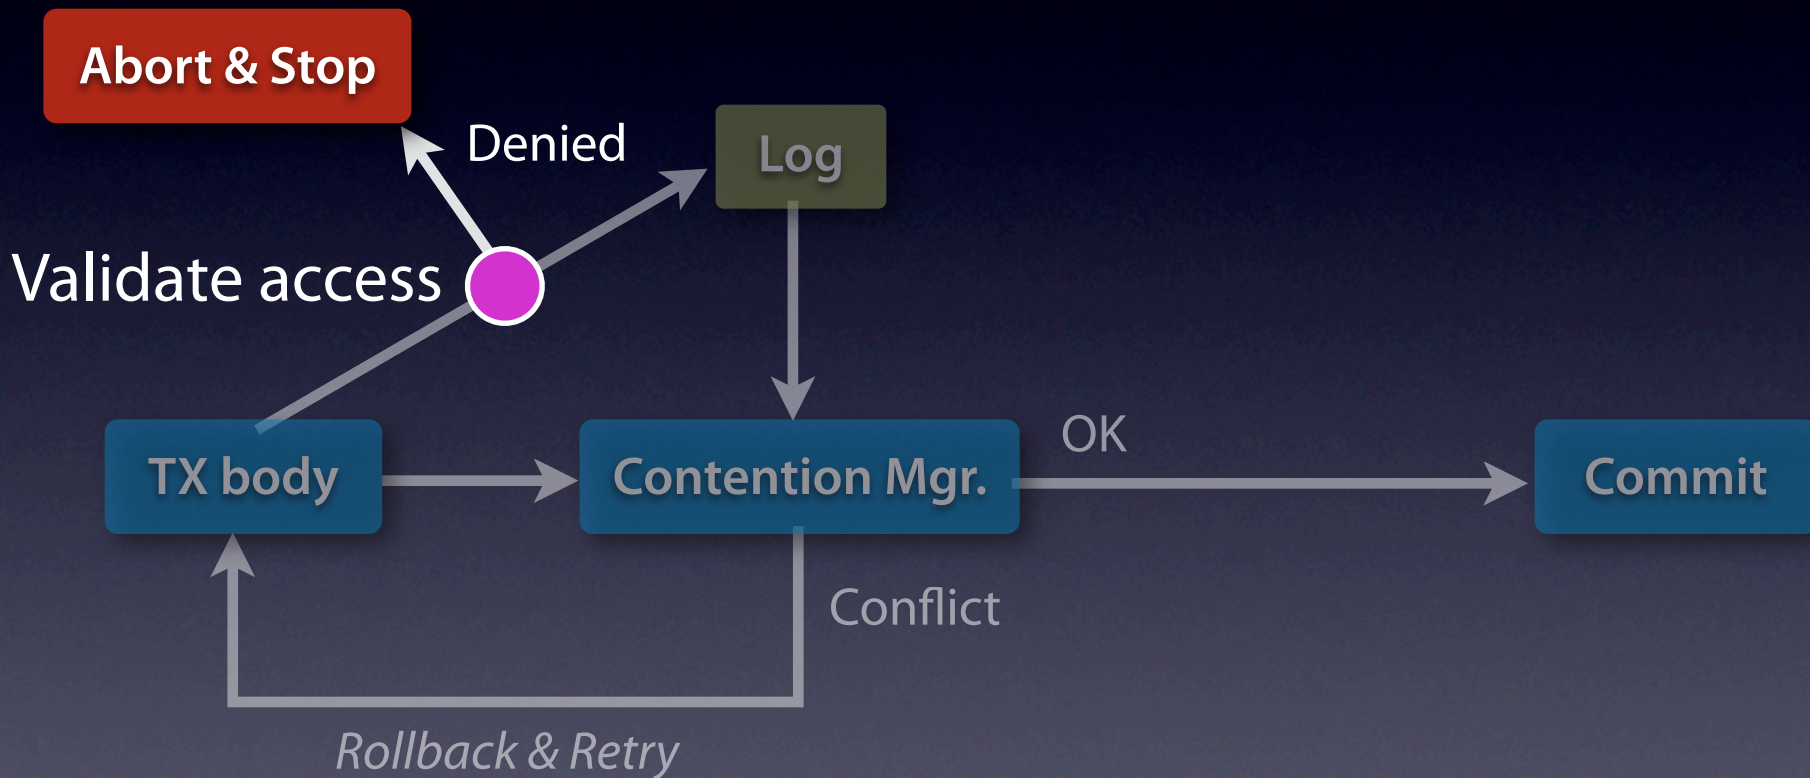 Abort & Stop
Denied
Log
Validate access
OK
TX body
Contention Mgr.
Commit
Conflict
Rollback & Retry